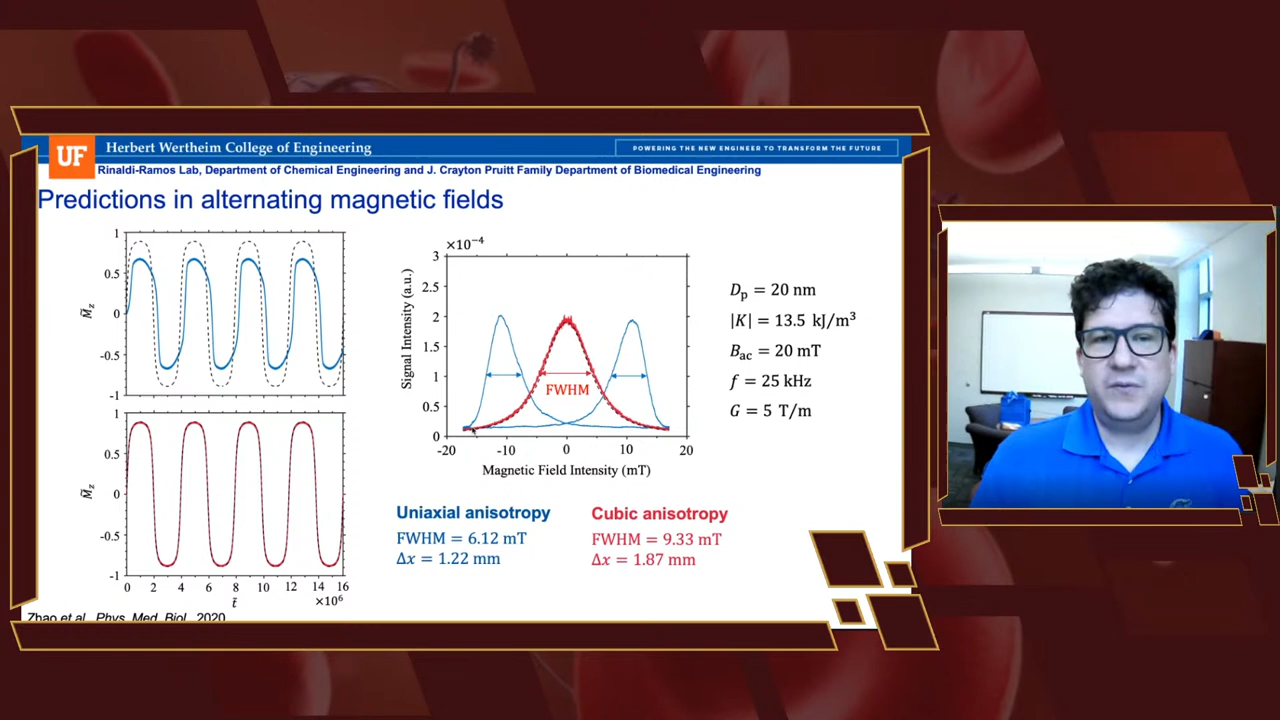 UF
Herbert Wertheim College of Engineering
POWERING THE NEW ENGINEER TO TRANSFORM THE FUTURE
Rinaldi-Ramos Lab, Department of Chemical Engineering and J. Crayton Pruitt Family Department of Biomedical Engineering
Predictions in alternating magnetic fields
1
0.5
0
-0.5
-1
M̃z
1
0.5
0
-0.5
-1
M̃z
0 2 4 6 8 10 12 14 16
t̃
×10⁶
×10⁻⁴
3
2.5
2
1.5
1
0.5
0
Signal Intensity (a.u.)
FWHM
-20 -10 0 10 20
Magnetic Field Intensity (mT)
Dp = 20 nm
|K| = 13.5 kJ/m³
Bac = 20 mT
f = 25 kHz
G = 5 T/m
Uniaxial anisotropy
FWHM = 6.12 mT
Δx = 1.22 mm
Cubic anisotropy
FWHM = 9.33 mT
Δx = 1.87 mm
Zhao et al. Phys. Med. Biol. 2020